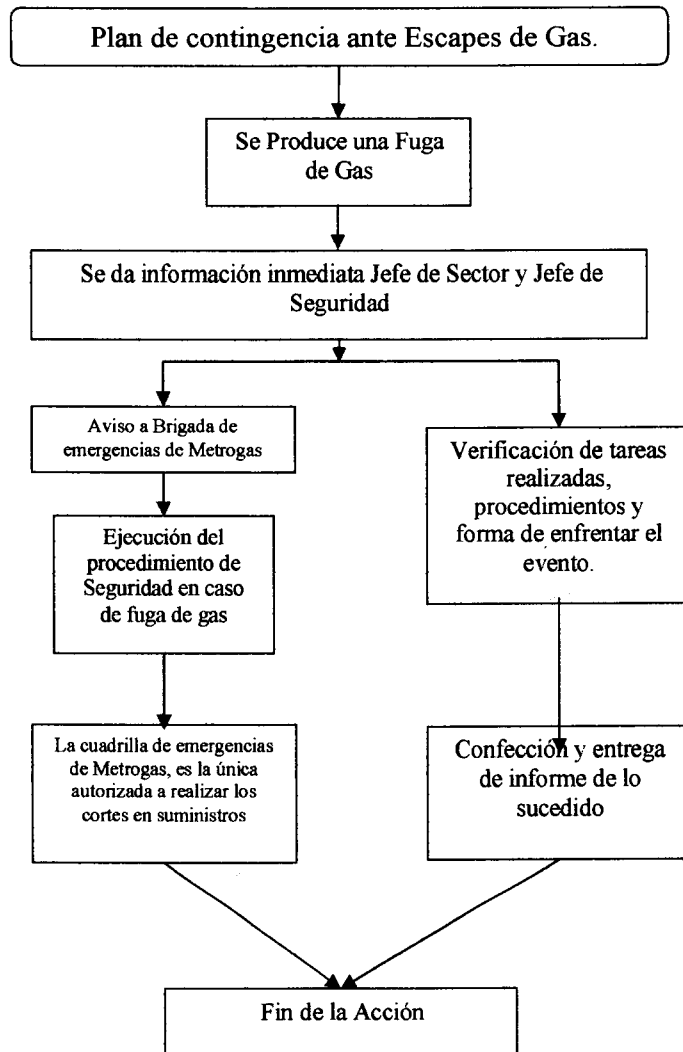 Plan de contingencia ante Escapes de Gas.
Se Produce una Fuga
de Gas
Se da información inmediata Jefe de Sector y Jefe de
Seguridad
Aviso a Brigada de
emergencias de Metrogas
Ejecución del
procedimiento de
Seguridad en caso
de fuga de gas
La cuadrilla de emergencias
de Metrogas, es la única
autorizada a realizar los
cortes en suministros
Verificación de tareas
realizadas,
procedimientos y
forma de enfrentar el
evento.
Confección y entrega
de informe de lo
sucedido
Fin de la Acción